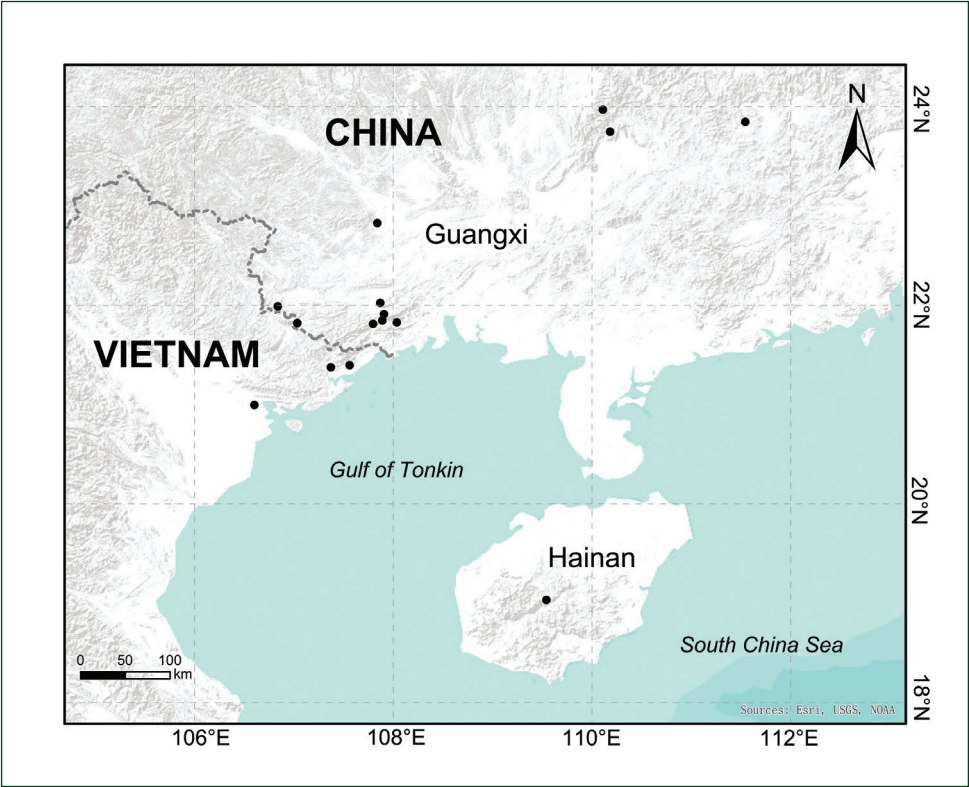 24°N
N
CHINA
Guangxi
22°N
VIETNAM
Gulf of Tonkin
20°N
Hainan
South China Sea
0 50 100
km
18°N
Sources: Esri, USGS, NOAA
106°E 108°E 110°E 112°E